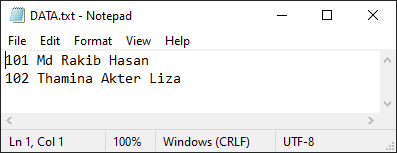 DATA.txt - Notepad
File Edit Format View Help
101 Md Rakib Hasan
102 Thamina Akter Liza
Ln 1, Col 1 100% Windows (CRLF) UTF-8